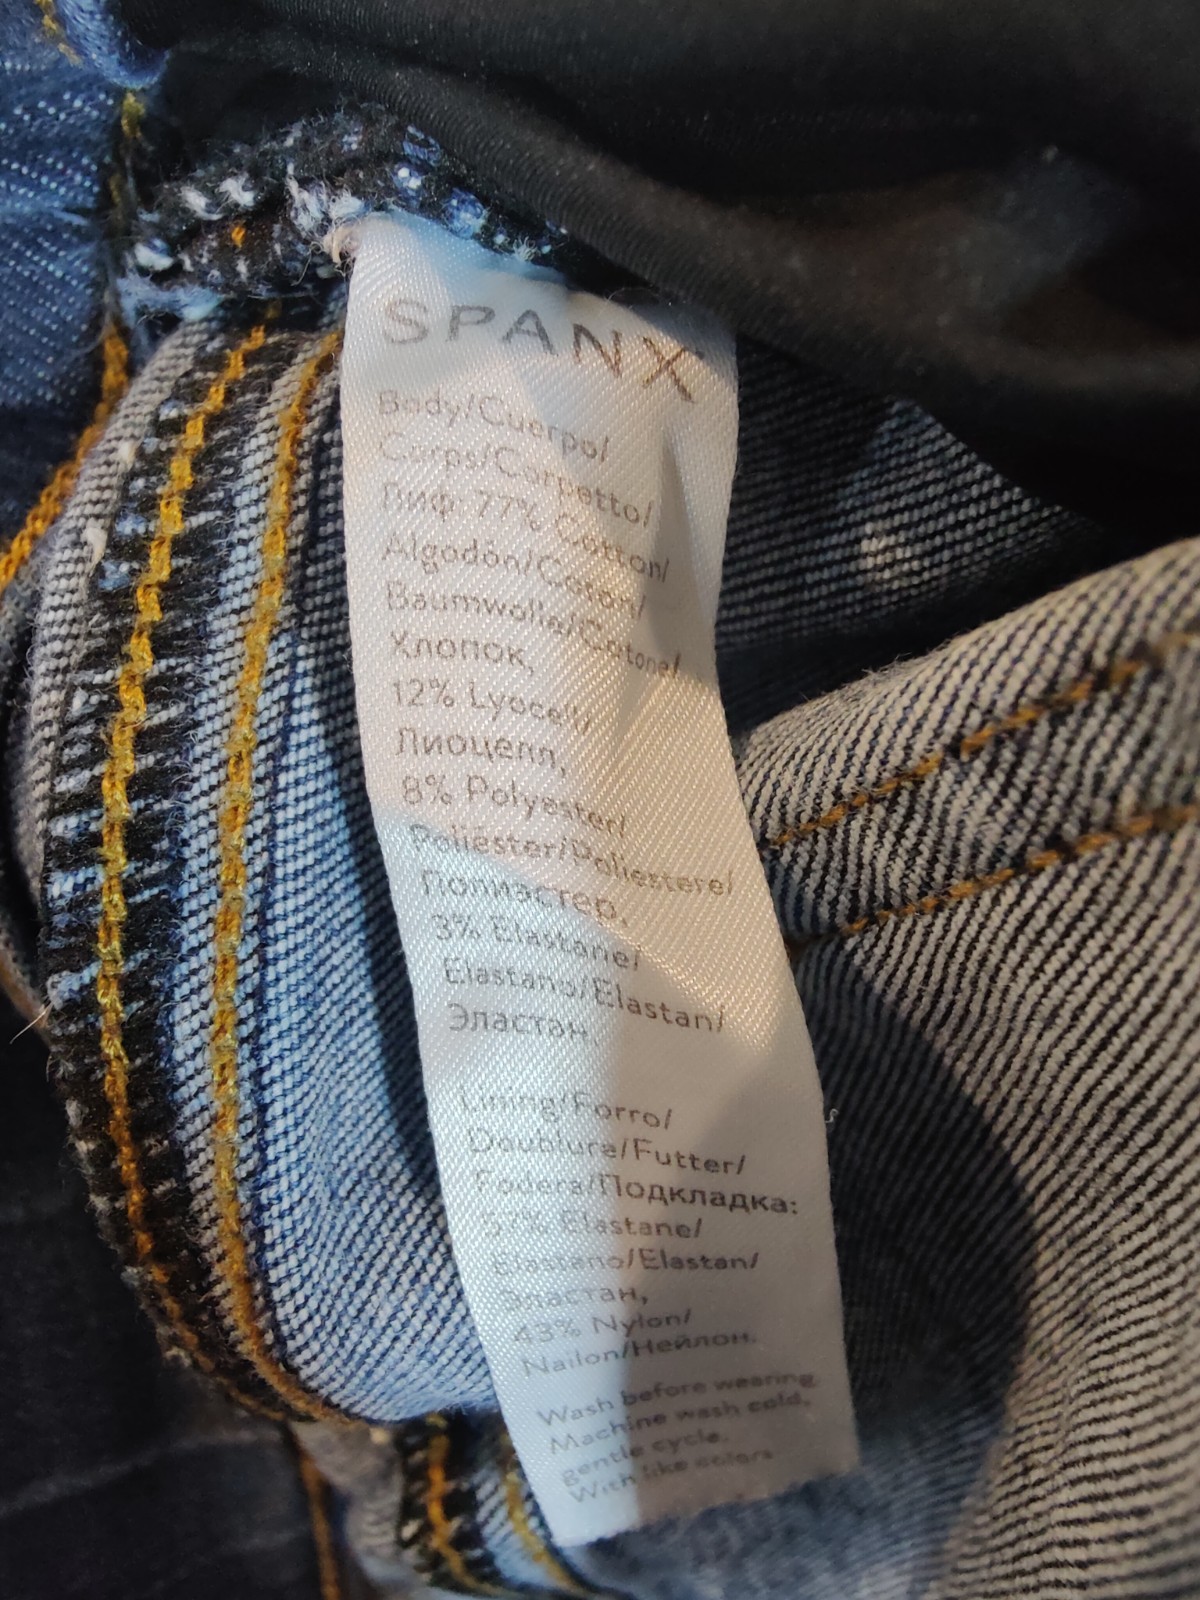 SPANX
Body/Cuerpo/
Corps/Corpetto/
Лиф: 77% Cotton/
Algodón/Coton/
Baumwolle/Cotone/
Хлопок,
12% Lyocell/
Лиоцелл,
8% Polyester/
Poliéster/Poliestere/
Полиэстер,
3% Elastane/
Elastano/Elastan/
Эластан.
Lining/Forro/
Doublure/Futter/
Fodera/Подкладка:
57% Elastane/
Elastano/Elastan/
Эластан,
43% Nylon/
Nailon/Нейлон.
Wash before wearing.
Machine wash cold,
gentle cycle.
With like colors